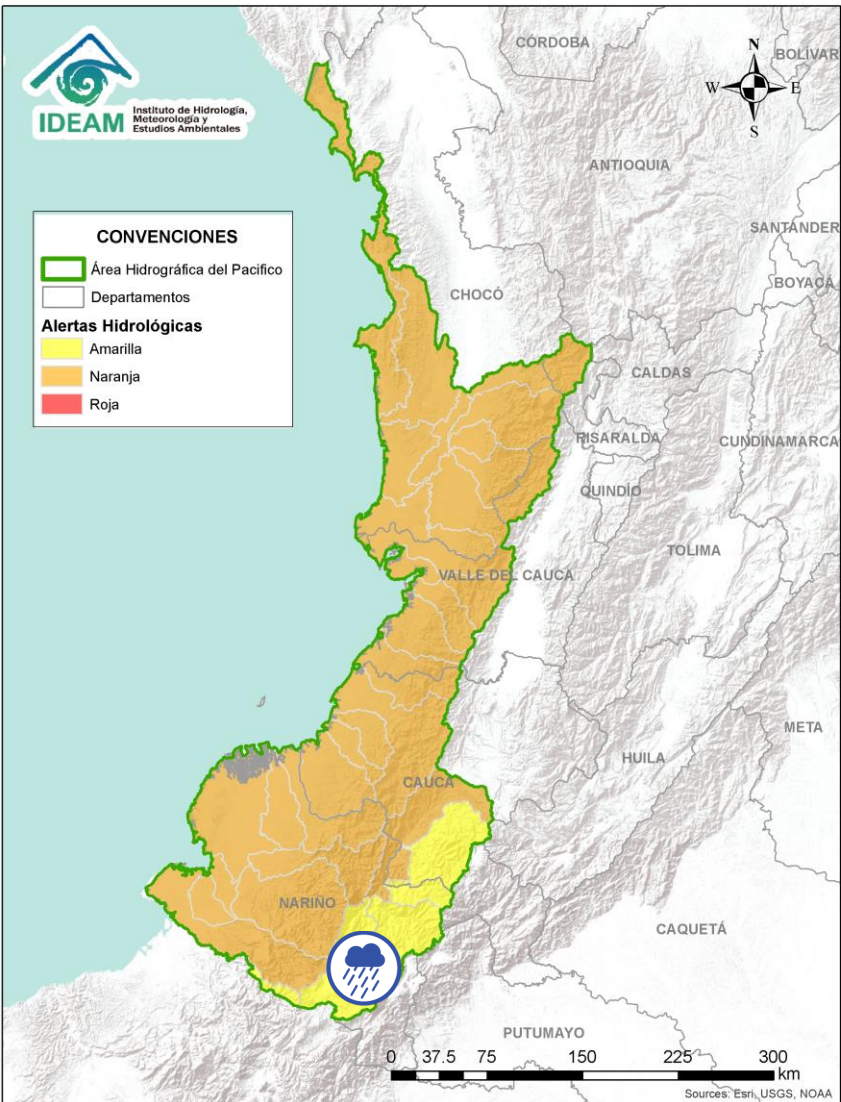 IDEAM
Instituto de Hidrología,
Meteorología y
Estudios Ambientales
N
W
E
S
CÓRDOBA
BOLIVAR
ANTIOQUIA
SANTANDER
BOYACÁ
CHOCÓ
CALDAS
RISARALDA
CUNDINAMARCA
QUINDÍO
TOLIMA
VALLE DEL CAUCA
META
HUILA
CAUCA
NARIÑO
CAQUETÁ
PUTUMAYO
CONVENCIONES
Área Hidrográfica del Pacifico
Departamentos
Alertas Hidrológicas
Amarilla
Naranja
Roja
0 37.5 75 150 225 300
km
Sources: Esri, USGS, NOAA